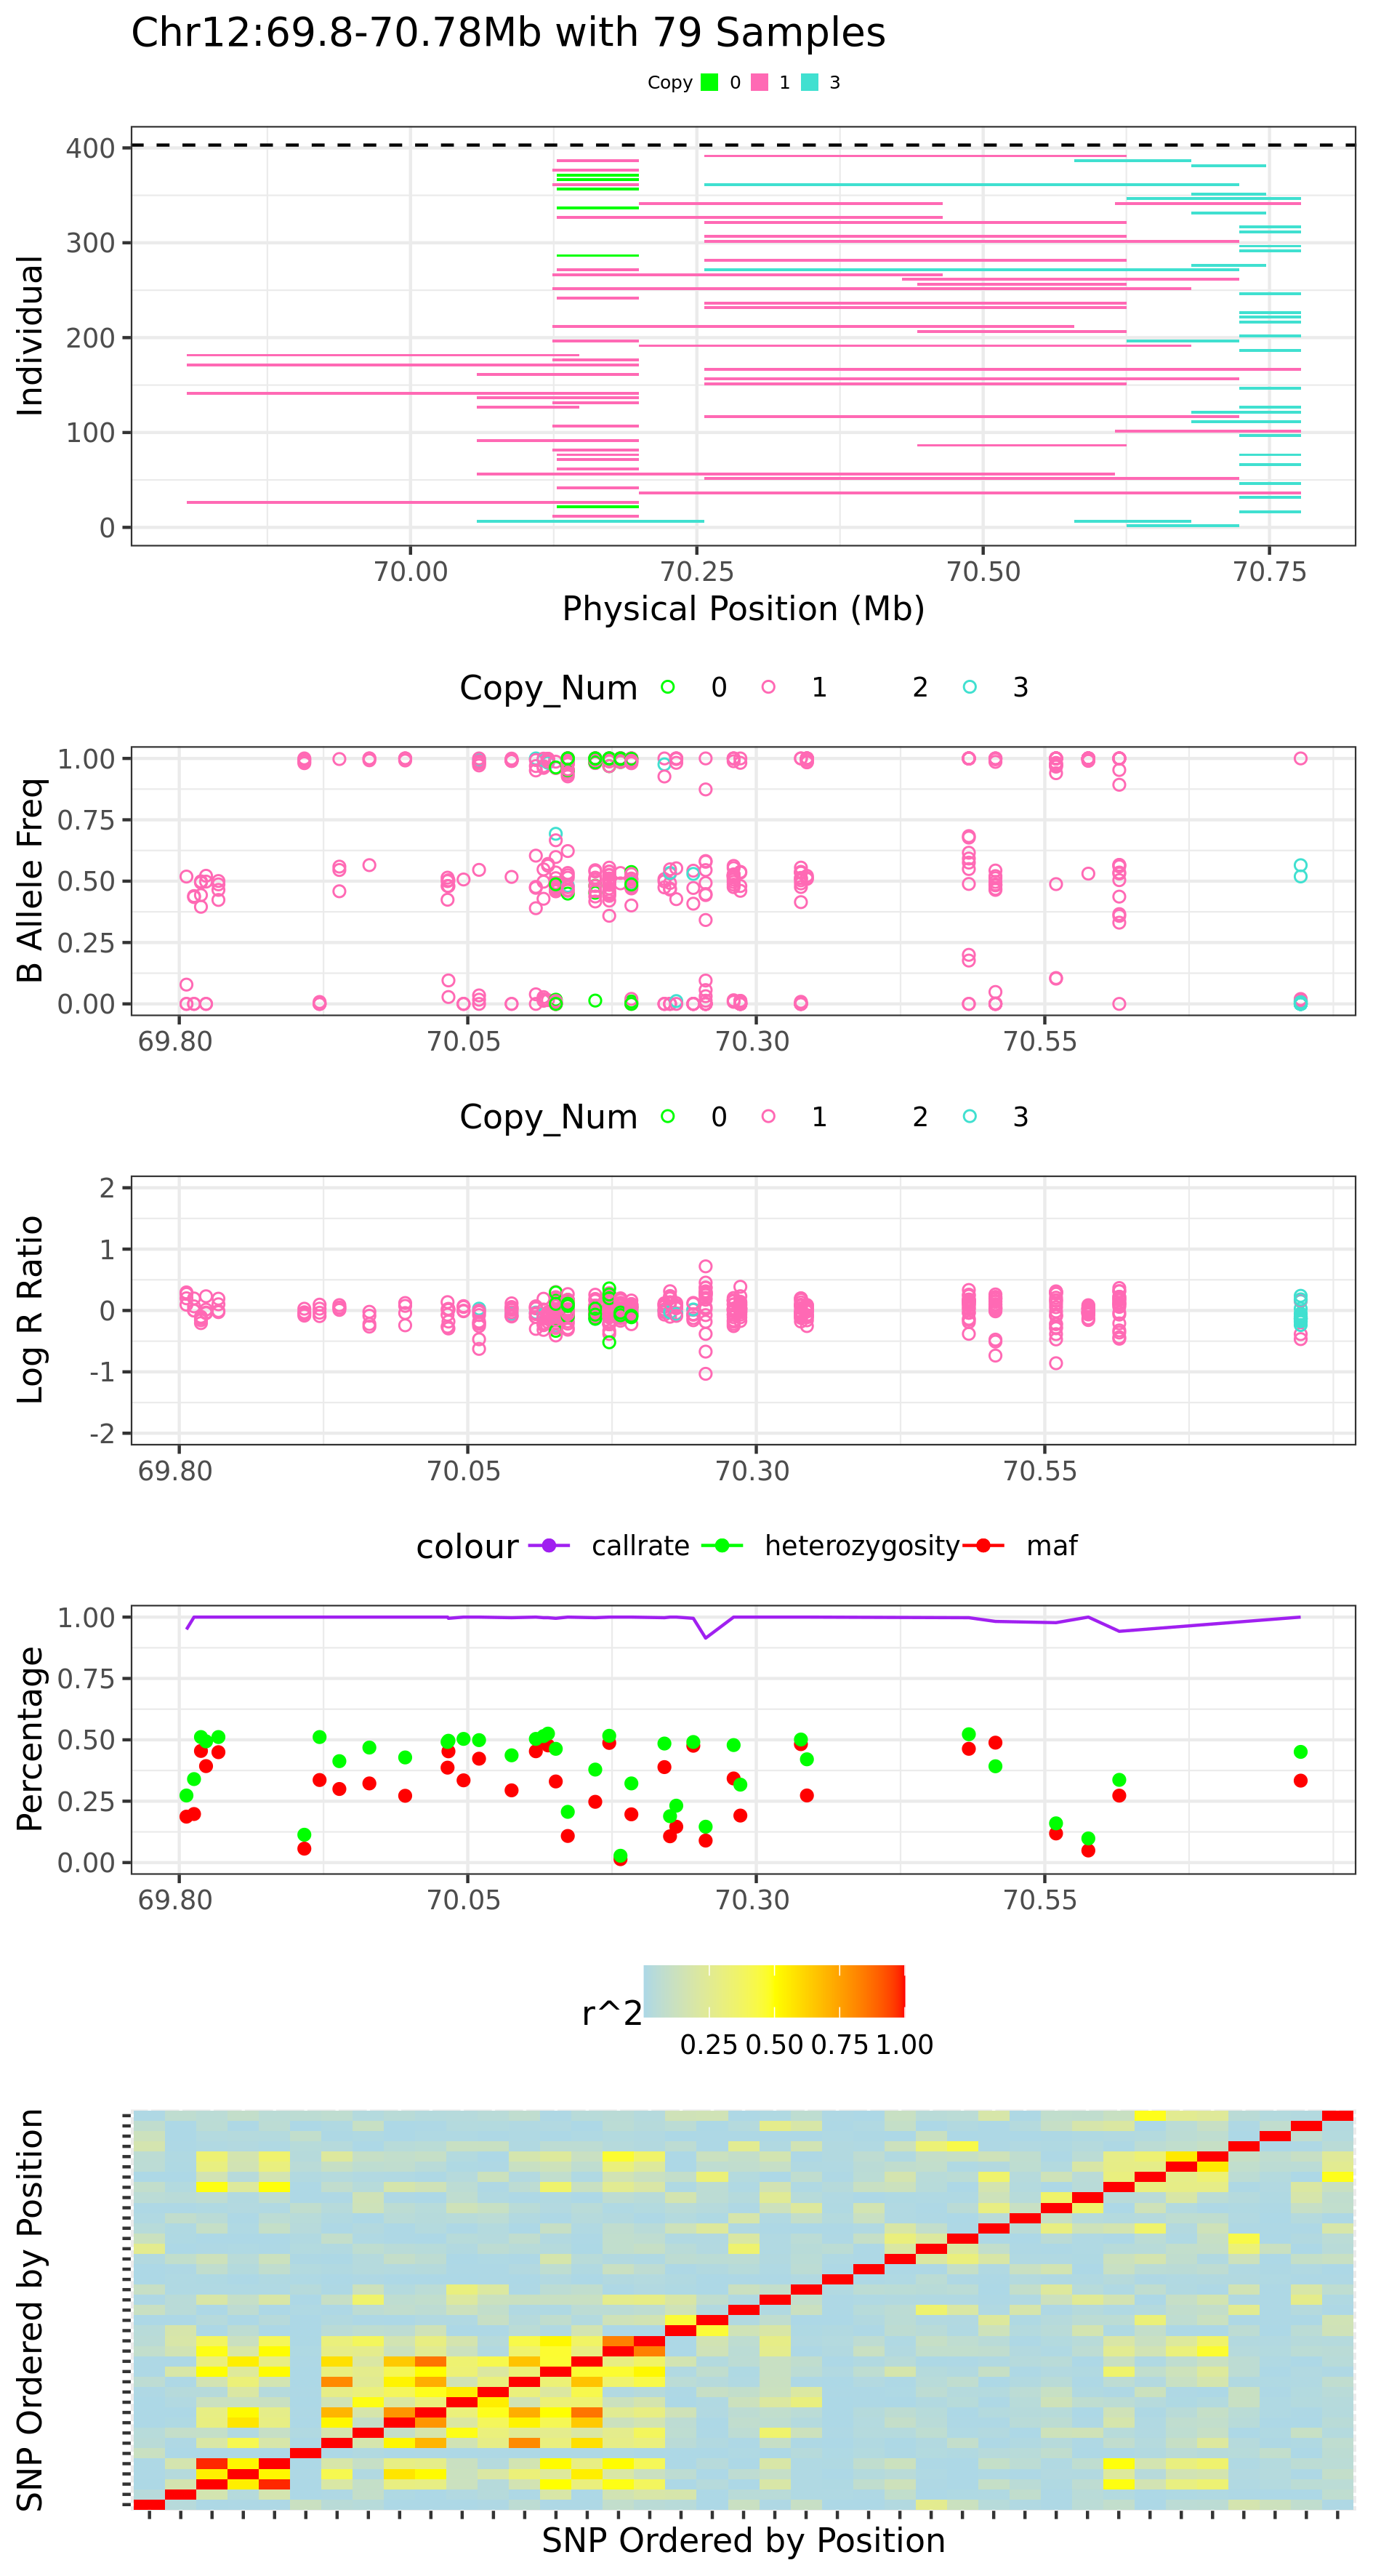 Chr12:69.8-70.78Mb with 79 Samples
Copy 0 1 3
400
300
200
100
0
Individual
70.00 70.25 70.50 70.75
Physical Position (Mb)
Copy_Num 0 1 2 3
1.00
0.75
0.50
0.25
0.00
B Allele Freq
69.80 70.05 70.30 70.55
Copy_Num 0 1 2 3
2
1
0
-1
-2
Log R Ratio
69.80 70.05 70.30 70.55
colour callrate heterozygosity maf
1.00
0.75
0.50
0.25
0.00
Percentage
69.80 70.05 70.30 70.55
r^2
0.25 0.50 0.75 1.00
SNP Ordered by Position
SNP Ordered by Position